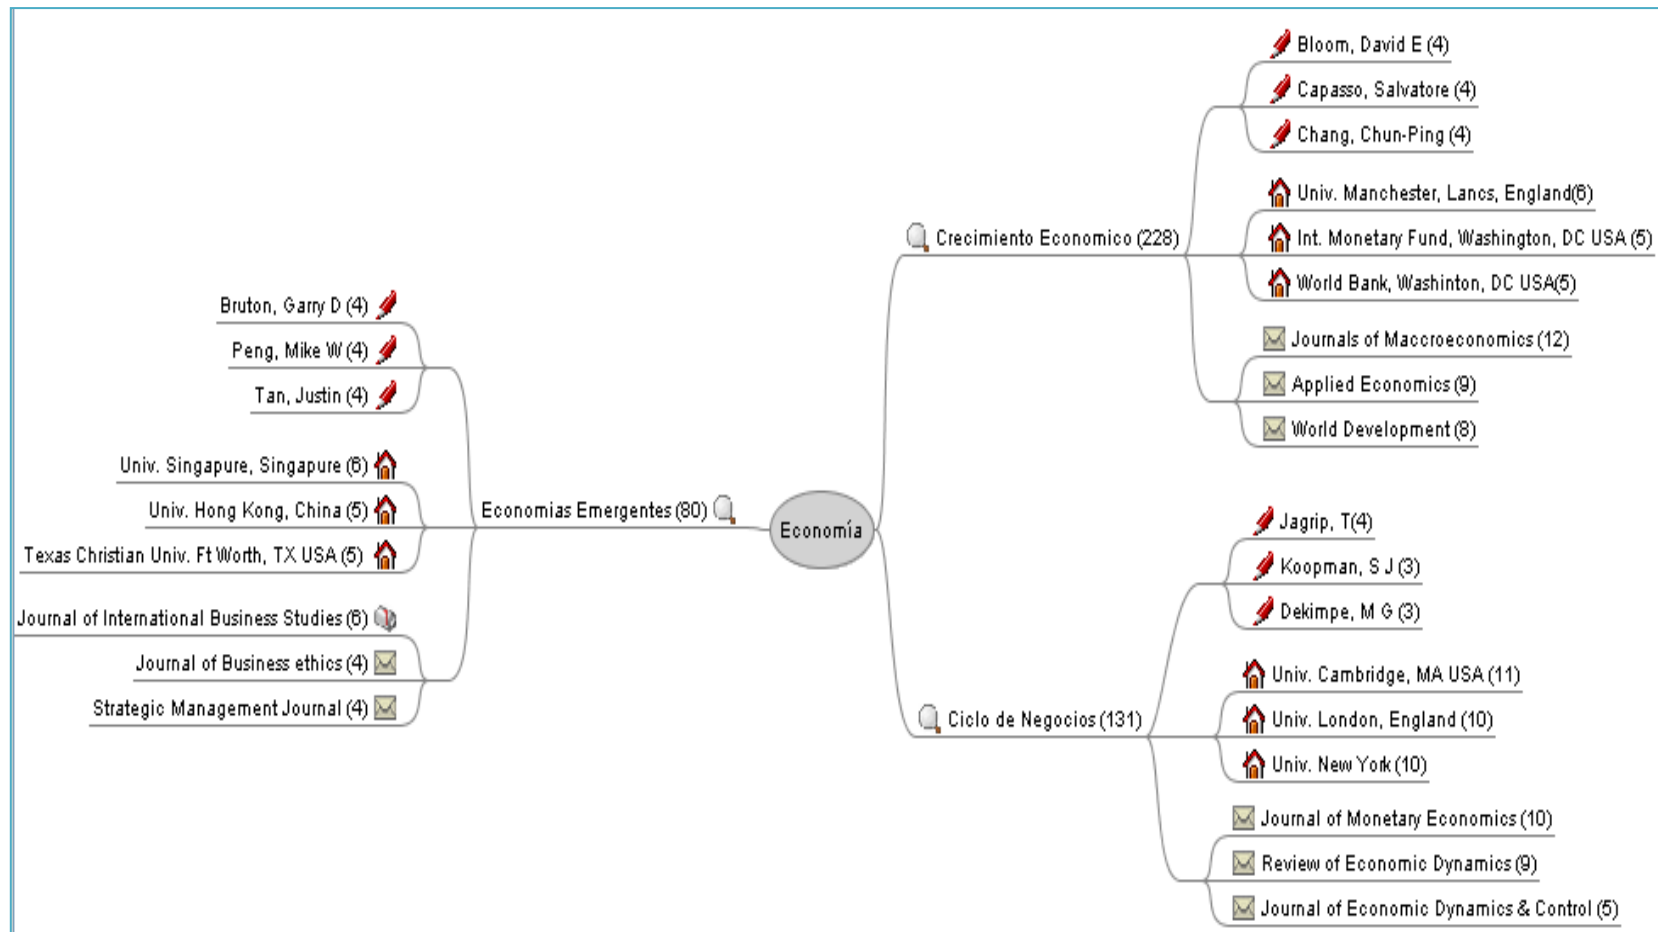 Economía
Crecimiento Economico (228)
Bloom, David E (4)
Capasso, Salvatore (4)
Chang, Chun-Ping (4)
Univ. Manchester, Lancs, England(6)
Int. Monetary Fund, Washington, DC USA (5)
World Bank, Washinton, DC USA(5)
Journals of Maccroeconomics (12)
Applied Economics (9)
World Development (8)
Ciclo de Negocios (131)
Jagrip, T(4)
Koopman, S J (3)
Dekimpe, M G (3)
Univ. Cambridge, MA USA (11)
Univ. London, England (10)
Univ. New York (10)
Journal of Monetary Economics (10)
Review of Economic Dynamics (9)
Journal of Economic Dynamics & Control (5)
Economias Emergentes (80)
Bruton, Garry D (4)
Peng, Mike W (4)
Tan, Justin (4)
Univ. Singapure, Singapure (6)
Univ. Hong Kong, China (5)
Texas Christian Univ. Ft Worth, TX USA (5)
Journal of International Business Studies (6)
Journal of Business ethics (4)
Strategic Management Journal (4)